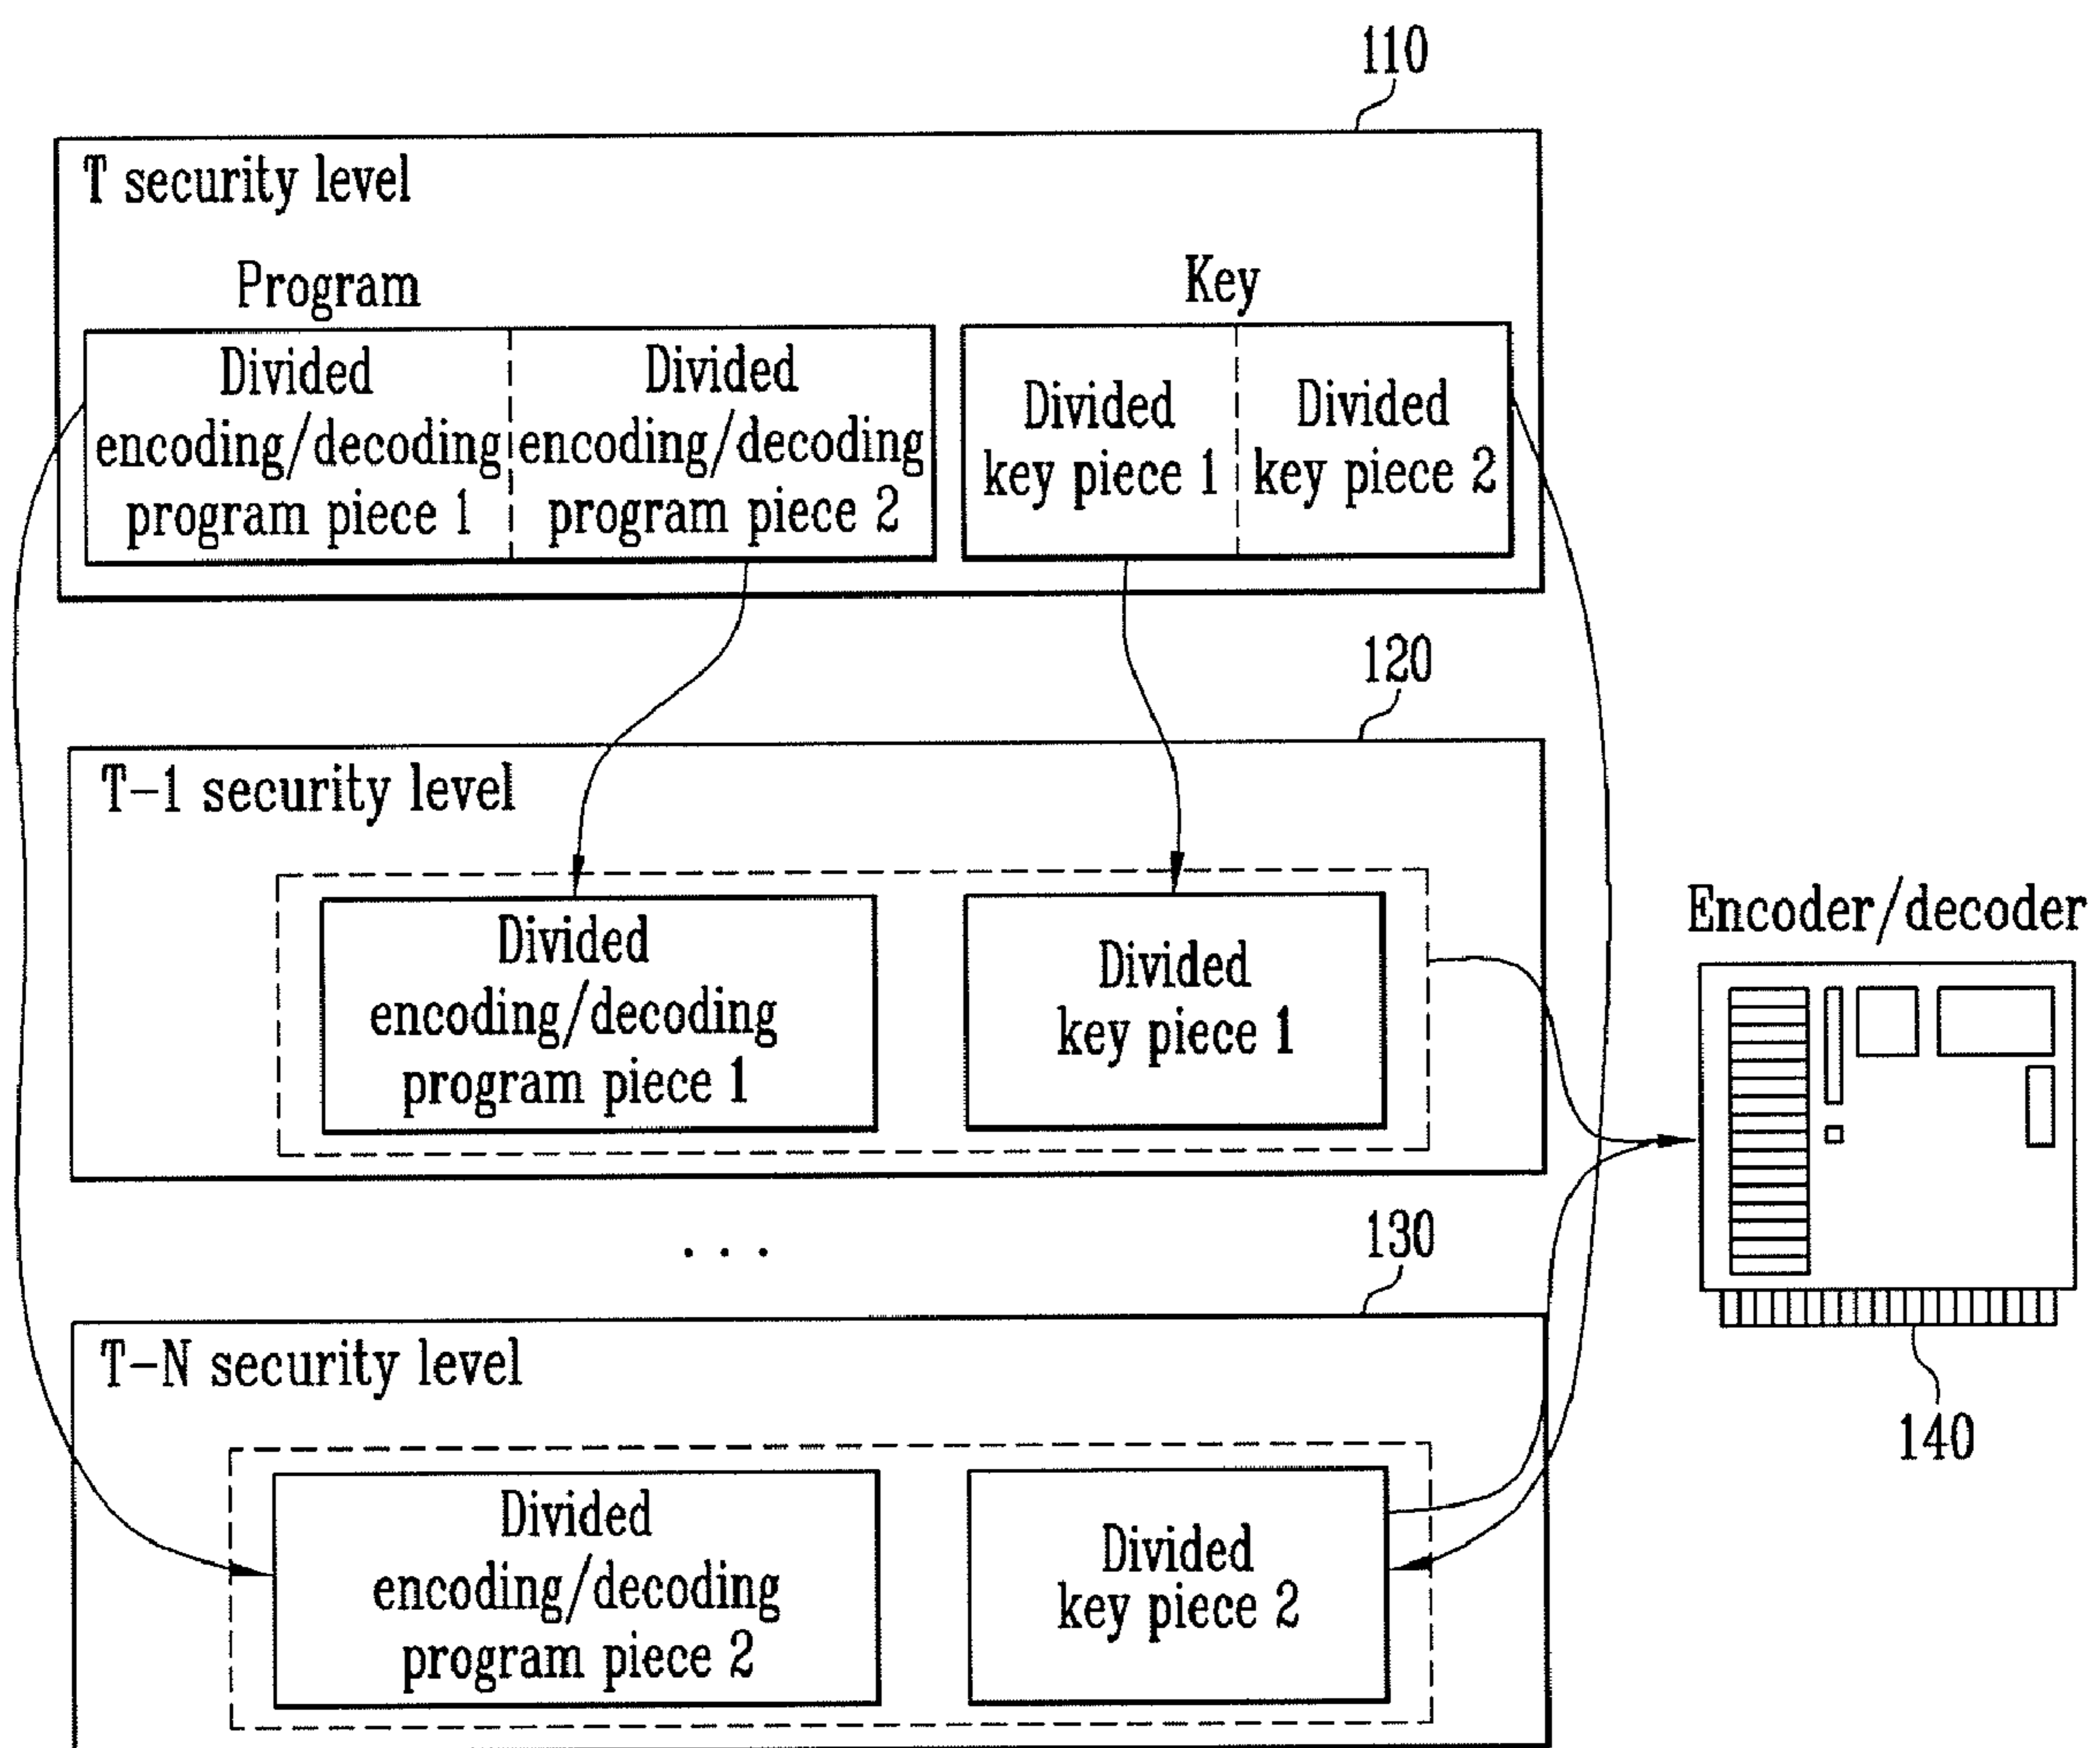 110
T security level
Program
Key
Divided
encoding/decoding
program piece 1
Divided
encoding/decoding
program piece 2
Divided
key piece 1
Divided
key piece 2
120
T-1 security level
Divided
encoding/decoding
program piece 1
Divided
key piece 1
Encoder/decoder
...
130
T-N security level
140
Divided
encoding/decoding
program piece 2
Divided
key piece 2